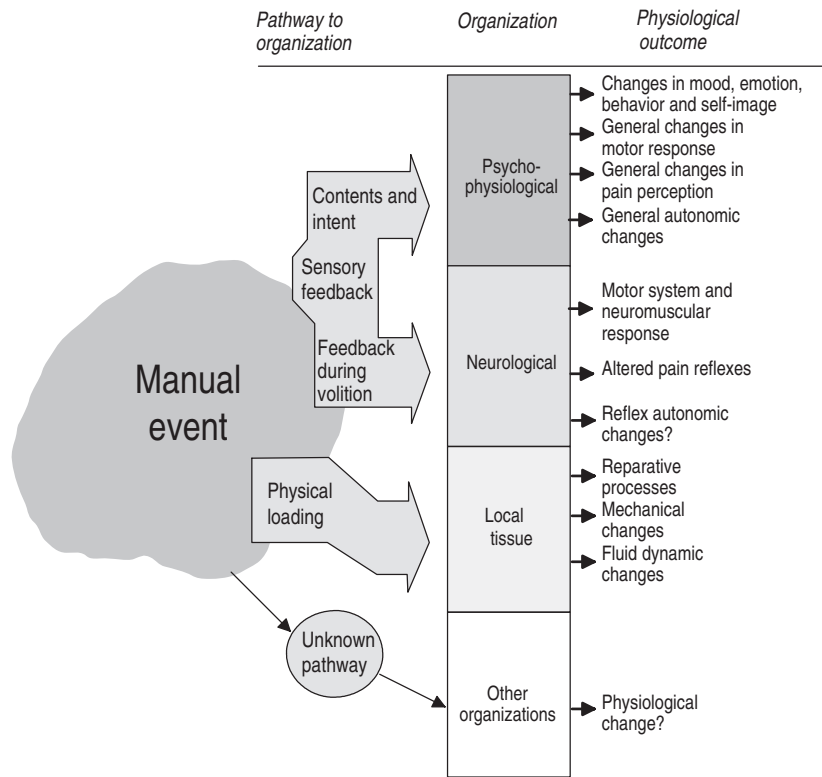 Pathway to
organization
Organization
Physiological
outcome
Changes in mood, emotion,
behavior and self-image
General changes in
motor response
General changes in
pain perception
General autonomic
changes
Psycho-
physiological
Contents and
intent
Sensory
feedback
Feedback
during
volition
Manual
event
Neurological
Motor system and
neuromuscular
response
Altered pain reflexes
Reflex autonomic
changes?
Physical
loading
Local
tissue
Reparative
processes
Mechanical
changes
Fluid dynamic
changes
Unknown
pathway
Other
organizations
Physiological
change?